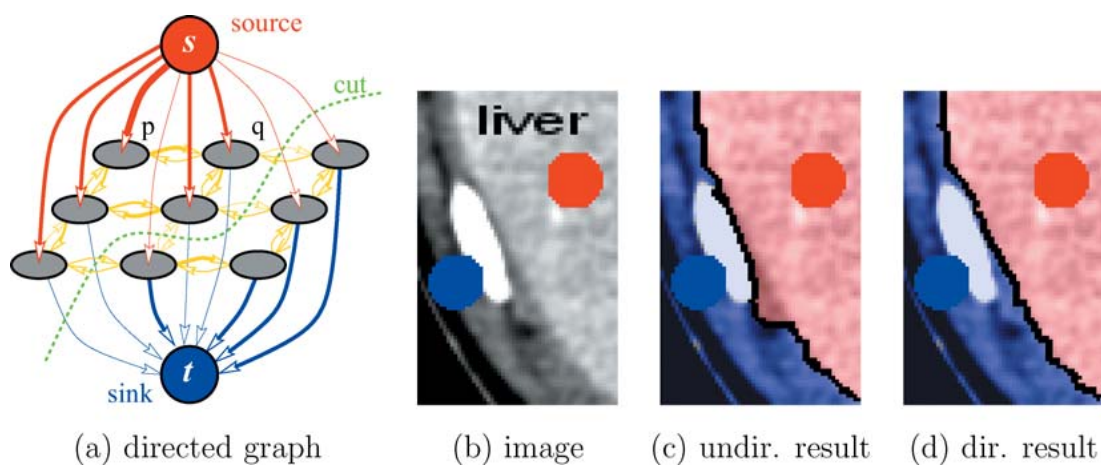 s
source
cut
p
q
t
sink
liver
(a) directed graph
(b) image
(c) undir. result
(d) dir. result